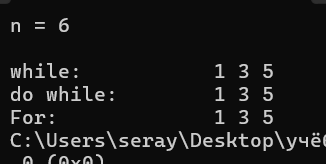 n = 6
while: 1 3 5
do while: 1 3 5
For: 1 3 5
C:\Users\seray\Desktop\учё
0 (0x0)